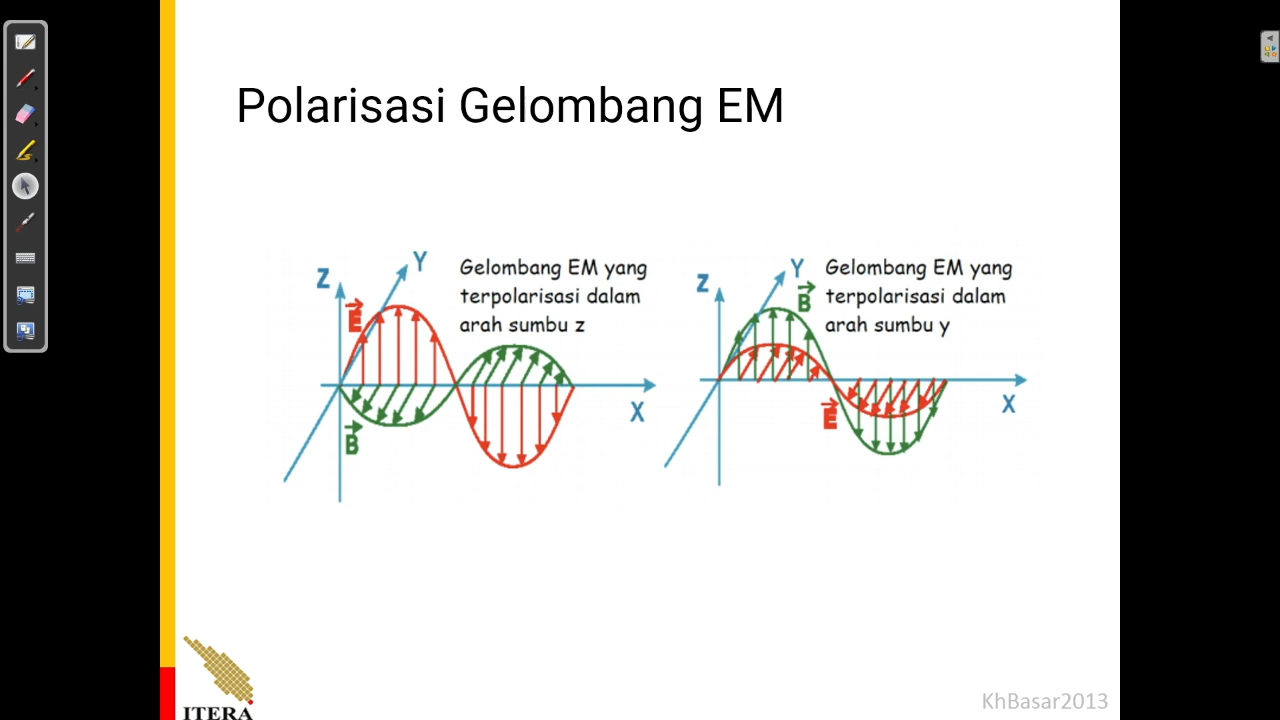 Polarisasi Gelombang EM
Z
Y
E
B
X
Gelombang EM yang
terpolarisasi dalam
arah sumbu z
Z
Y
B
E
X
Gelombang EM yang
terpolarisasi dalam
arah sumbu y
ITERA
KhBasar2013